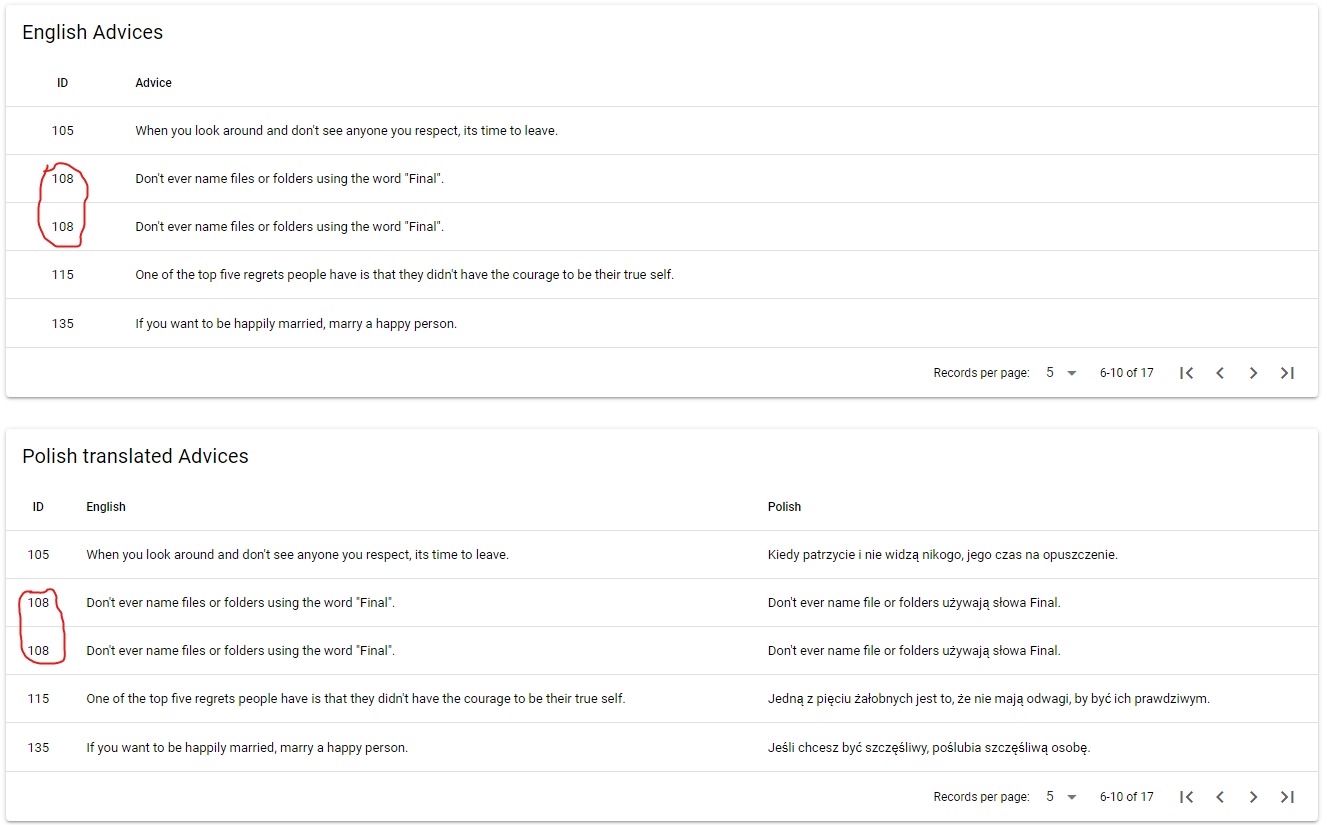 English Advices
ID Advice
105 When you look around and don't see anyone you respect, its time to leave.
108 Don't ever name files or folders using the word "Final".
108 Don't ever name files or folders using the word "Final".
115 One of the top five regrets people have is that they didn't have the courage to be their true self.
135 If you want to be happily married, marry a happy person.
Records per page: 5 6-10 of 17
Polish translated Advices
ID English Polish
105 When you look around and don't see anyone you respect, its time to leave. Kiedy patrzycie i nie widzą nikogo, jego czas na opuszczenie.
108 Don't ever name files or folders using the word "Final". Don't ever name file or folders używają słowa Final.
108 Don't ever name files or folders using the word "Final". Don't ever name file or folders używają słowa Final.
115 One of the top five regrets people have is that they didn't have the courage to be their true self. Jedną z pięciu żałobnych jest to, że nie mają odwagi, by być ich prawdziwym.
135 If you want to be happily married, marry a happy person. Jeśli chcesz być szczęśliwy, poślubia szczęśliwą osobę.
Records per page: 5 6-10 of 17